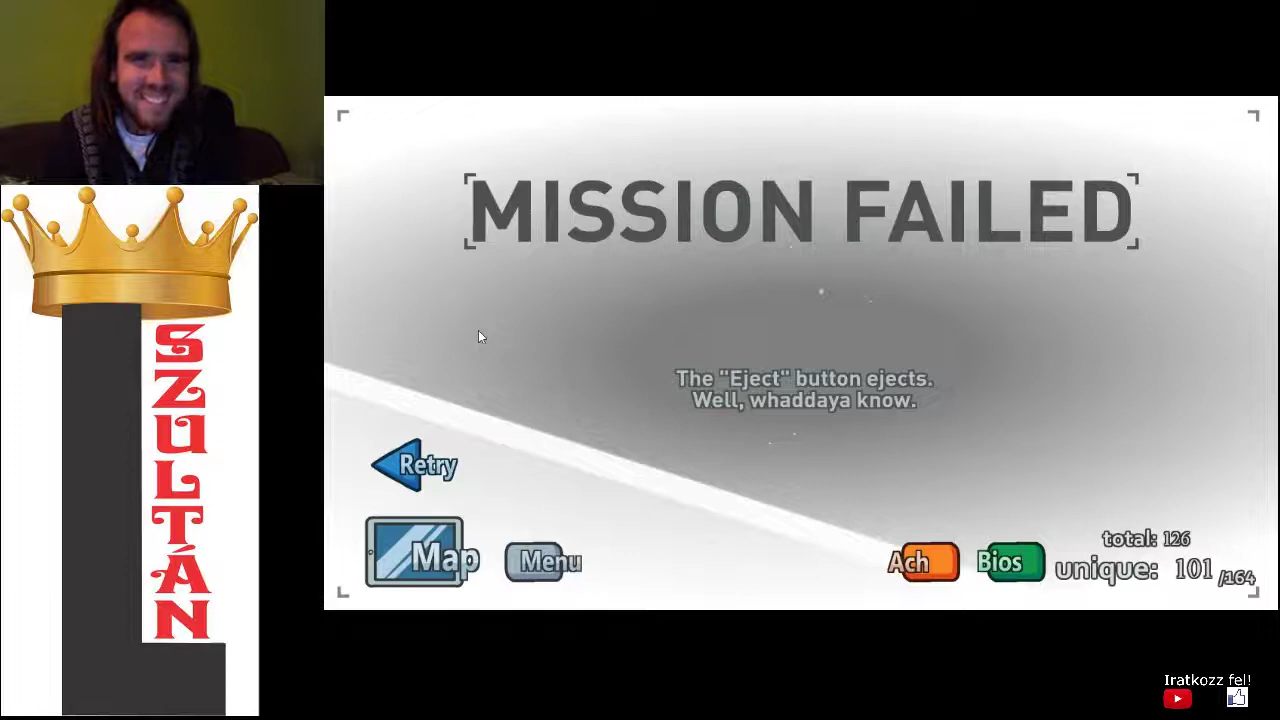 MISSION FAILED
The "Eject" button ejects.
Well, whaddaya know.
Retry
Map
Menu
Ach
Bios
total: 126
unique: 101 /164
L
SZULTÁN
Iratkozz fel!